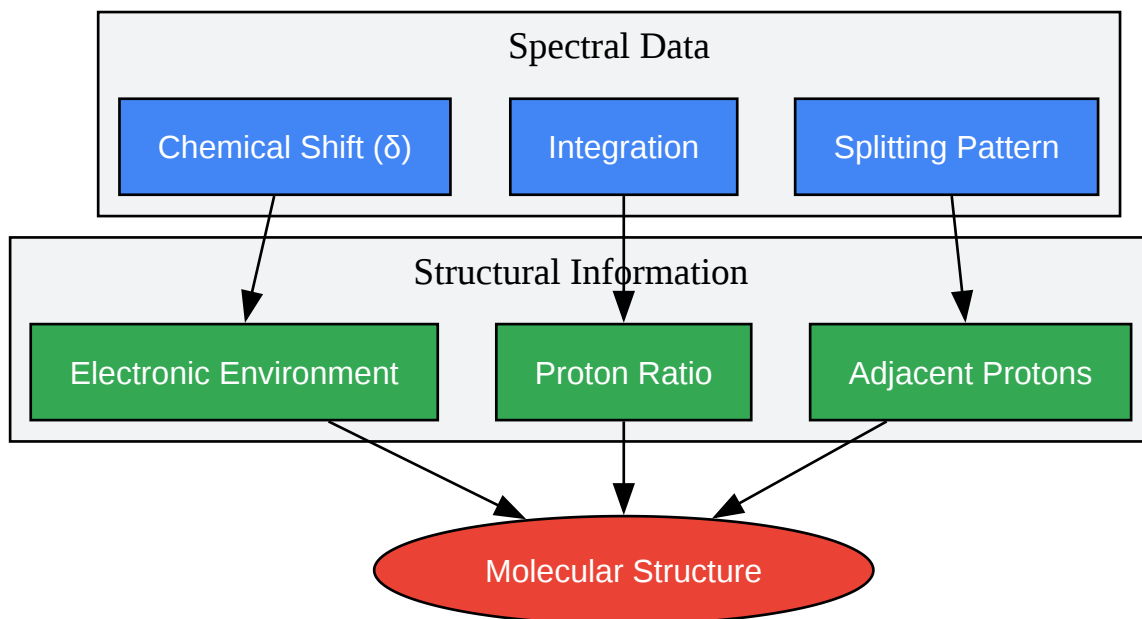 Spectral Data
Chemical Shift (δ)
Integration
Splitting Pattern
Structural Information
Electronic Environment
Proton Ratio
Adjacent Protons
Molecular Structure